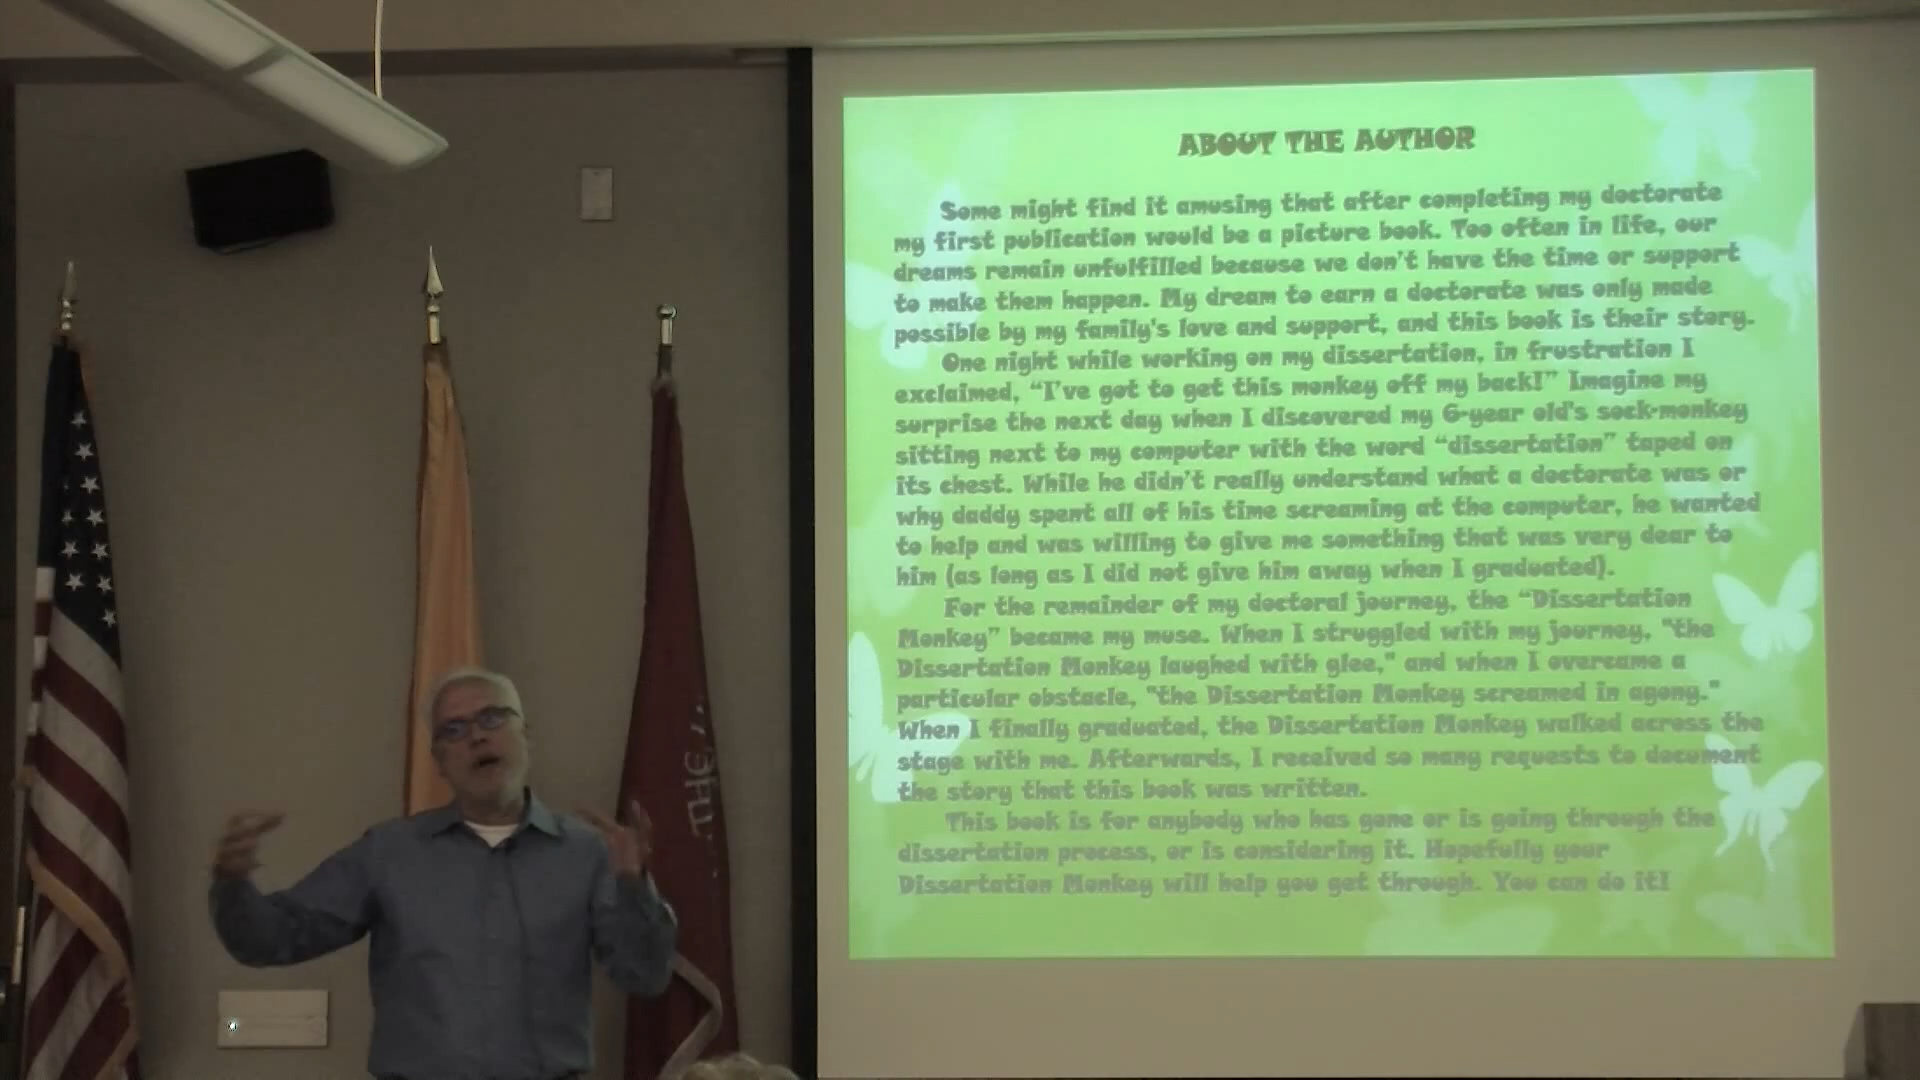 ABOUT THE AUTHOR
Some might find it amusing that after completing my doctorate
my first publication would be a picture book. Too often in life, our
dreams remain unfulfilled because we don't have the time or support
to make them happen. My dream to earn a doctorate was only made
possible by my family's love and support, and this book is their story.
One night while working on my dissertation, in frustration I
exclaimed, “I've got to get this monkey off my back!” Imagine my
surprise the next day when I discovered my 6-year old's sock-monkey
sitting next to my computer with the word “dissertation” taped on
its chest. While he didn't really understand what a doctorate was or
why daddy spent all of his time screaming at the computer, he wanted
to help and was willing to give me something that was very dear to
him (as long as I did not give him away when I graduated).
For the remainder of my doctoral journey, the “Dissertation
Monkey” became my muse. When I struggled with my journey, "the
Dissertation Monkey laughed with glee," and when I overcame a
particular obstacle, "the Dissertation Monkey screamed in agony."
When I finally graduated, the Dissertation Monkey walked across the
stage with me. Afterwards, I received so many requests to document
the story that this book was written.
This book is for anybody who has gone or is going through the
dissertation process, or is considering it. Hopefully your
Dissertation Monkey will help you get through. You can do it!